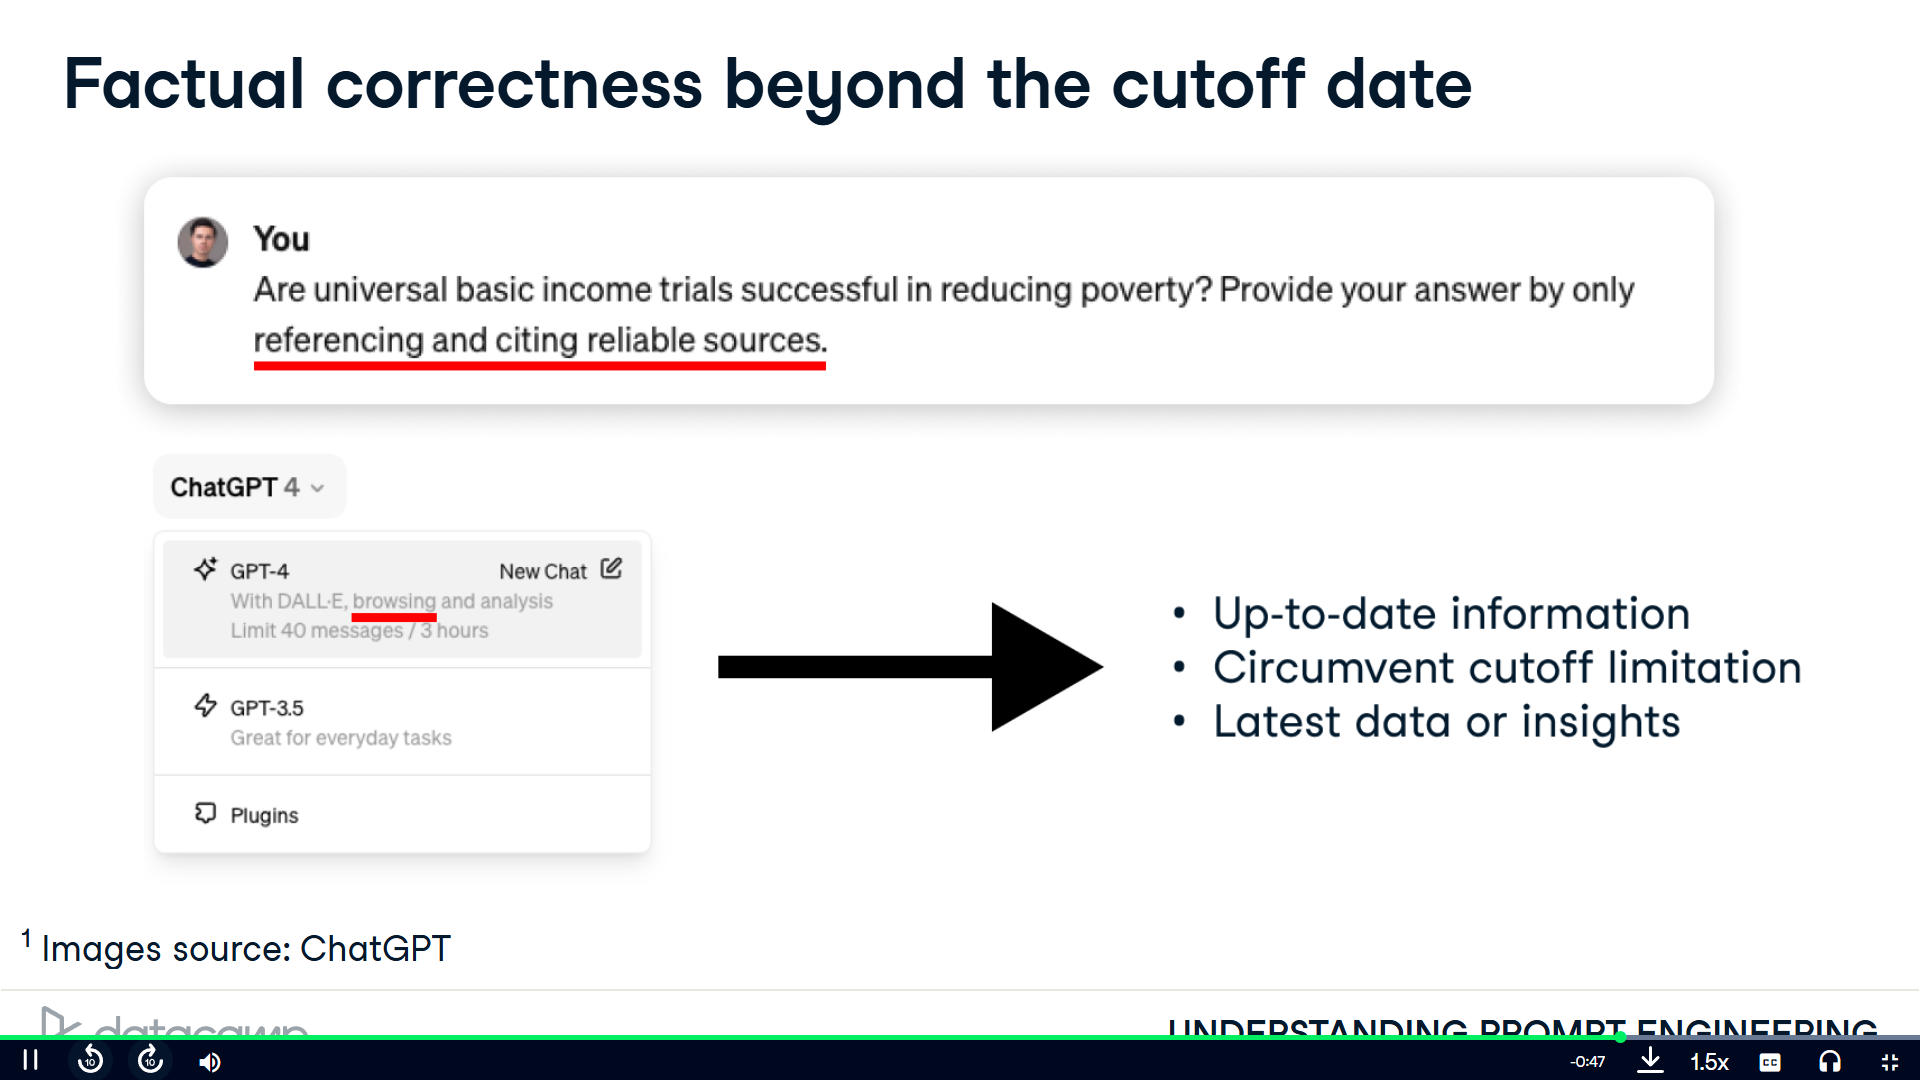 Factual correctness beyond the cutoff date
You
Are universal basic income trials successful in reducing poverty? Provide your answer by only
referencing and citing reliable sources.
ChatGPT 4
GPT-4 New Chat
With DALL·E, browsing and analysis
Limit 40 messages / 3 hours
GPT-3.5
Great for everyday tasks
Plugins
• Up-to-date information
• Circumvent cutoff limitation
• Latest data or insights
1 Images source: ChatGPT
datacamp
UNDERSTANDING PROMPT ENGINEERING
10
10
-0:47
1.5x
CC